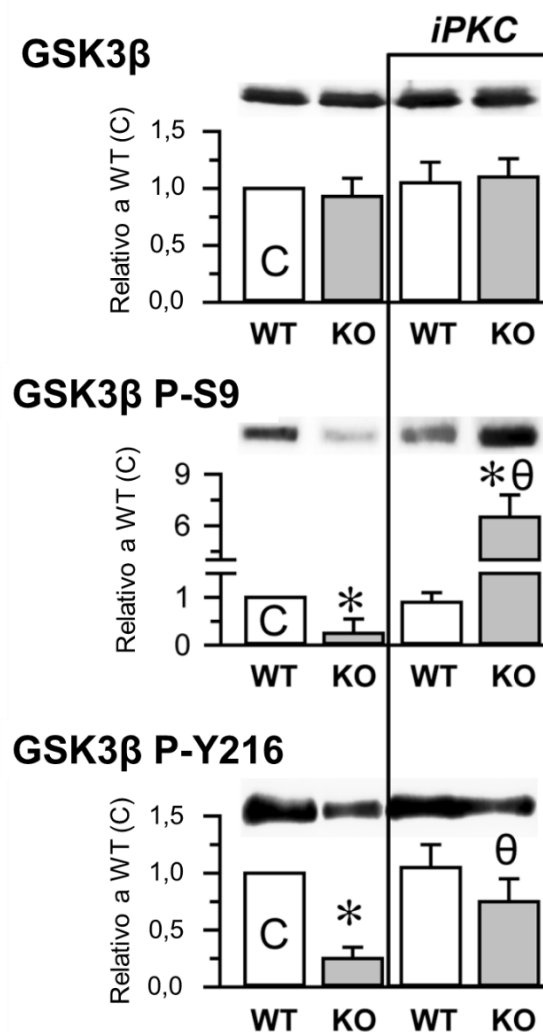 iPKC
GSK3β
Relativo a WT (C)
1,5
1,0
0,5
0,0
C
WT KO WT KO
GSK3β P-S9
Relativo a WT (C)
9
6
1
0
C
*
*θ
WT KO WT KO
GSK3β P-Y216
Relativo a WT (C)
1,5
1,0
0,5
0,0
C
*
θ
WT KO WT KO